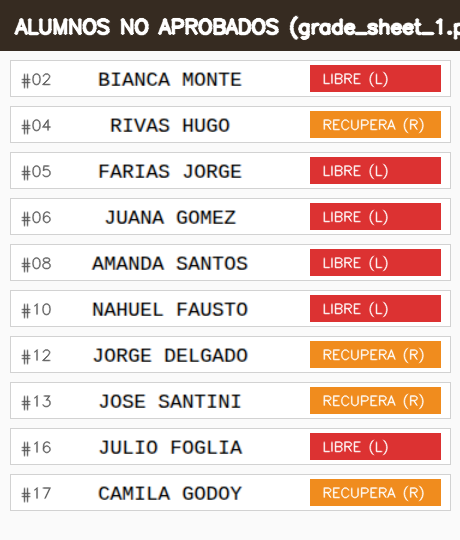 ALUMNOS NO APROBADOS (grade_sheet_1.p
#02 BIANCA MONTE LIBRE (L)
#04 RIVAS HUGO RECUPERA (R)
#05 FARIAS JORGE LIBRE (L)
#06 JUANA GOMEZ LIBRE (L)
#08 AMANDA SANTOS LIBRE (L)
#10 NAHUEL FAUSTO LIBRE (L)
#12 JORGE DELGADO RECUPERA (R)
#13 JOSE SANTINI RECUPERA (R)
#16 JULIO FOGLIA LIBRE (L)
#17 CAMILA GODOY RECUPERA (R)